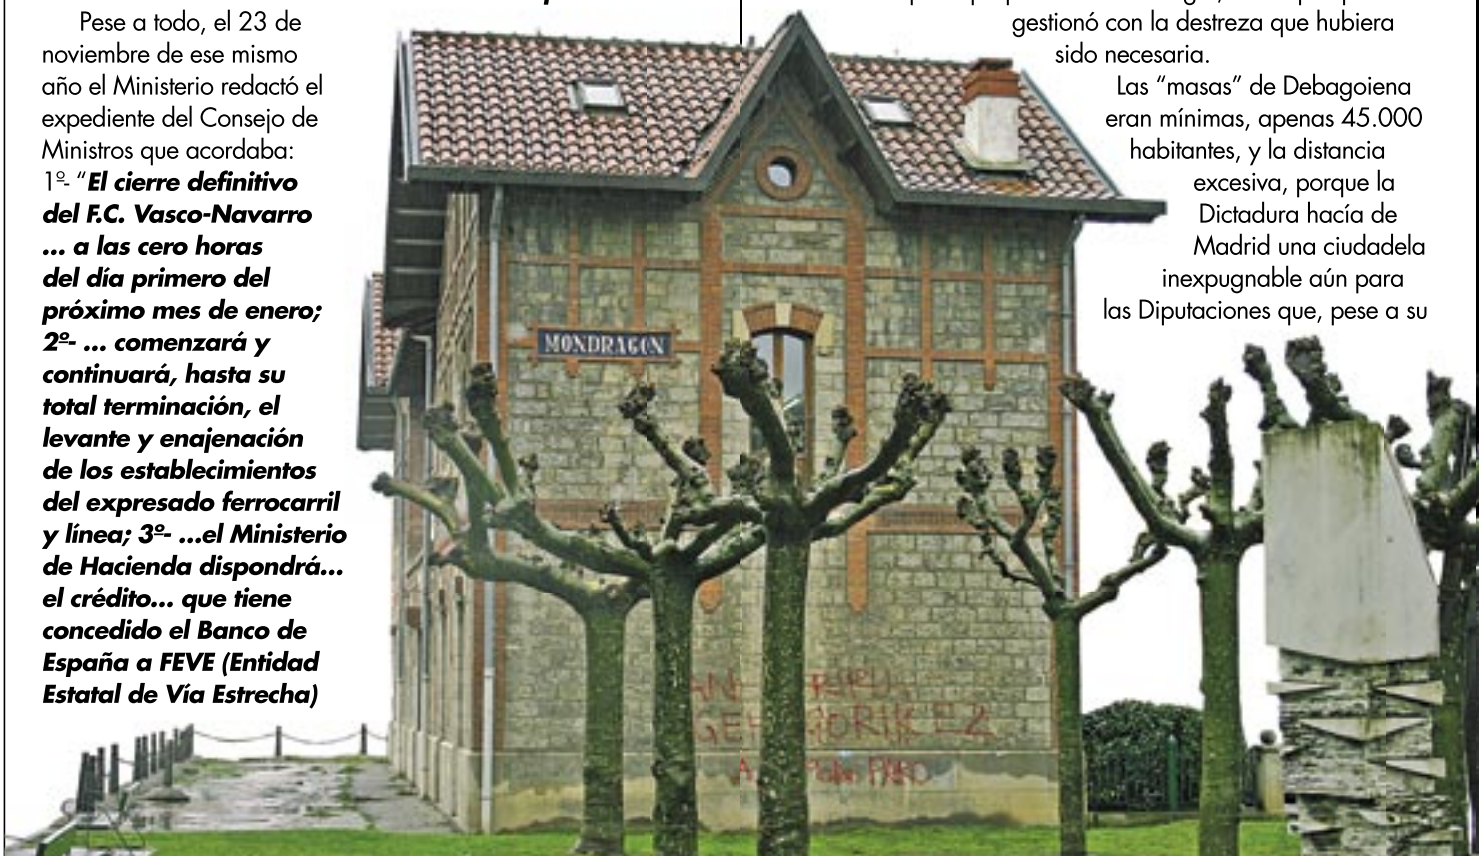 Pese a todo, el 23 de
noviembre de ese mismo
año el Ministerio redactó el
expediente del Consejo de
Ministros que acordaba:
1º- “El cierre definitivo
del F.C. Vasco-Navarro
... a las cero horas
del día primero del
próximo mes de enero;
2º- ... comenzará y
continuará, hasta su
total terminación, el
levante y enajenación
de los establecimientos
del expresado ferrocarril
y línea; 3º- ...el Ministerio
de Hacienda dispondrá...
el crédito... que tiene
concedido el Banco de
España a FEVE (Entidad
Estatal de Vía Estrecha)
MONDRAGON
gestionó con la destreza que hubiera
sido necesaria.
Las “masas” de Debagoiena
eran mínimas, apenas 45.000
habitantes, y la distancia
excesiva, porque la
Dictadura hacía de
Madrid una ciudadela
inexpugnable aún para
las Diputaciones que, pese a su